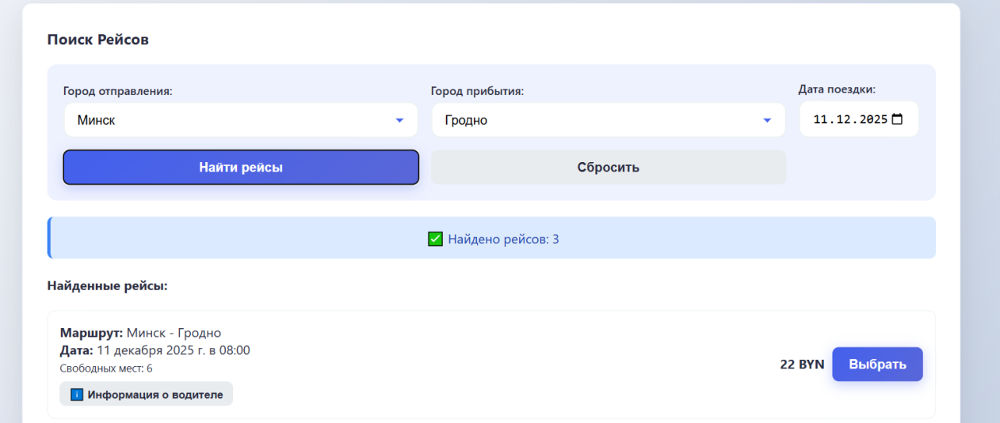 Поиск Рейсов
Город отправления:
Город прибытия:
Дата поездки:
Минск
Гродно
11.12.2025
Найти рейсы
Сбросить
✅ Найдено рейсов: 3
Найденные рейсы:
Маршрут: Минск - Гродно
Дата: 11 декабря 2025 г. в 08:00
Свободных мест: 6
22 BYN
Выбрать
ℹ️ Информация о водителе